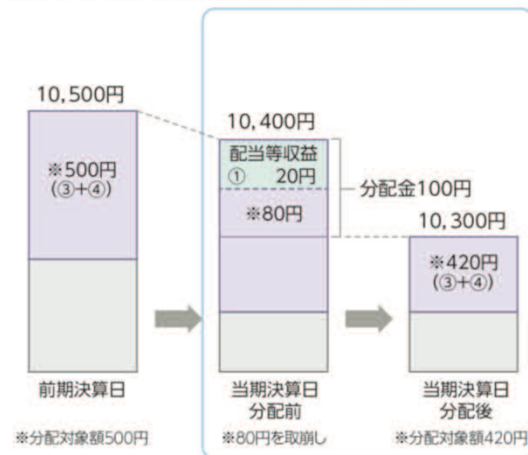 10,500円
※500円
(③+④)
前期決算日
※分配対象額500円
10,400円
配当等収益
① 20円
※80円
分配金100円
当期決算日
分配前
※80円を取崩し
10,300円
※420円
(③+④)
当期決算日
分配後
※分配対象額420円